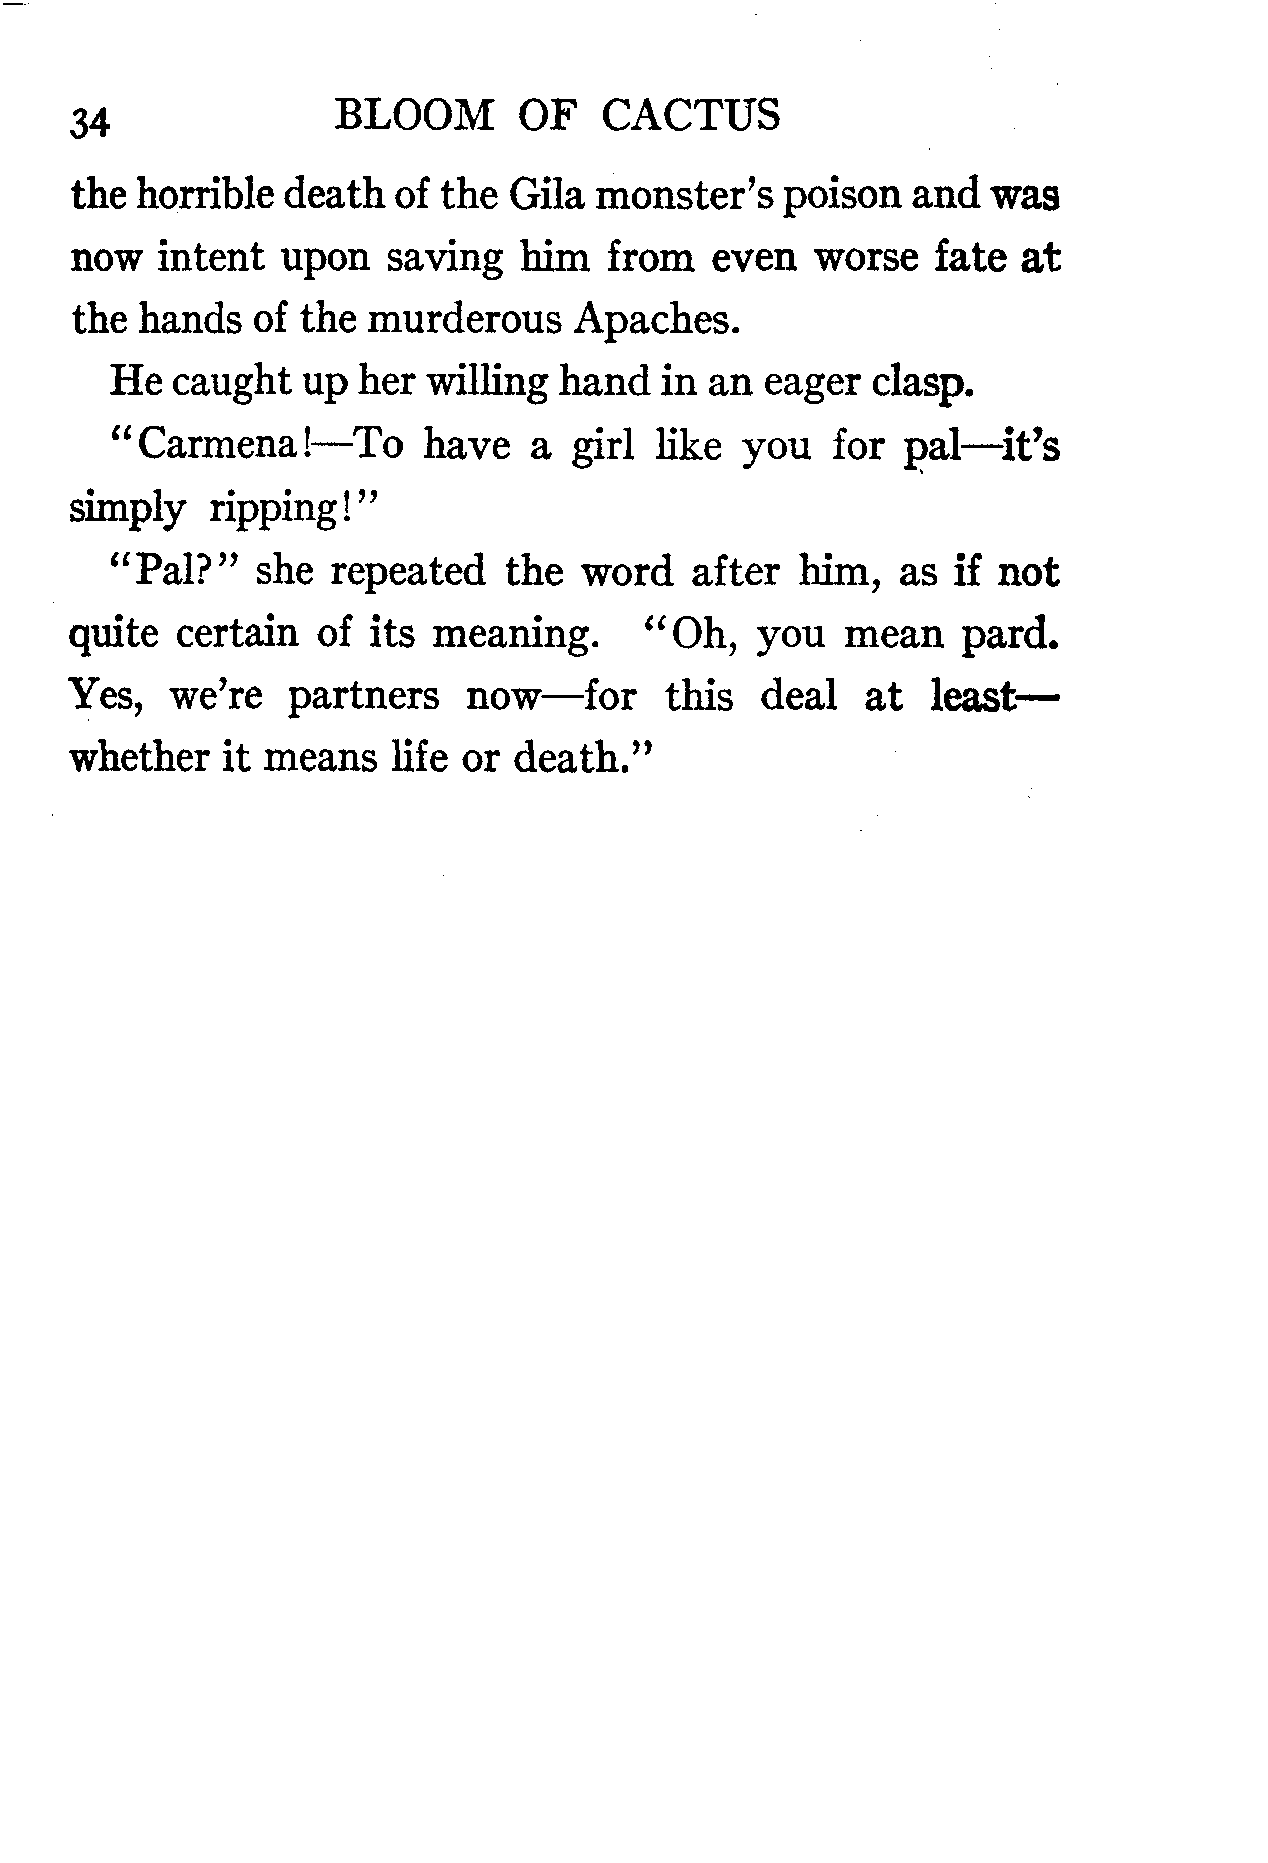 34 BLOOM OF CACTUS
the horrible death of the Gila monster's poison and was
now intent upon saving him from even worse fate at
the hands of the murderous Apaches.
He caught up her willing hand in an eager clasp.
“Carmena!—To have a girl like you for pal—it's
simply ripping!”
“Pal?” she repeated the word after him, as if not
quite certain of its meaning. “Oh, you mean pard.
Yes, we're partners now—for this deal at least—
whether it means life or death.”